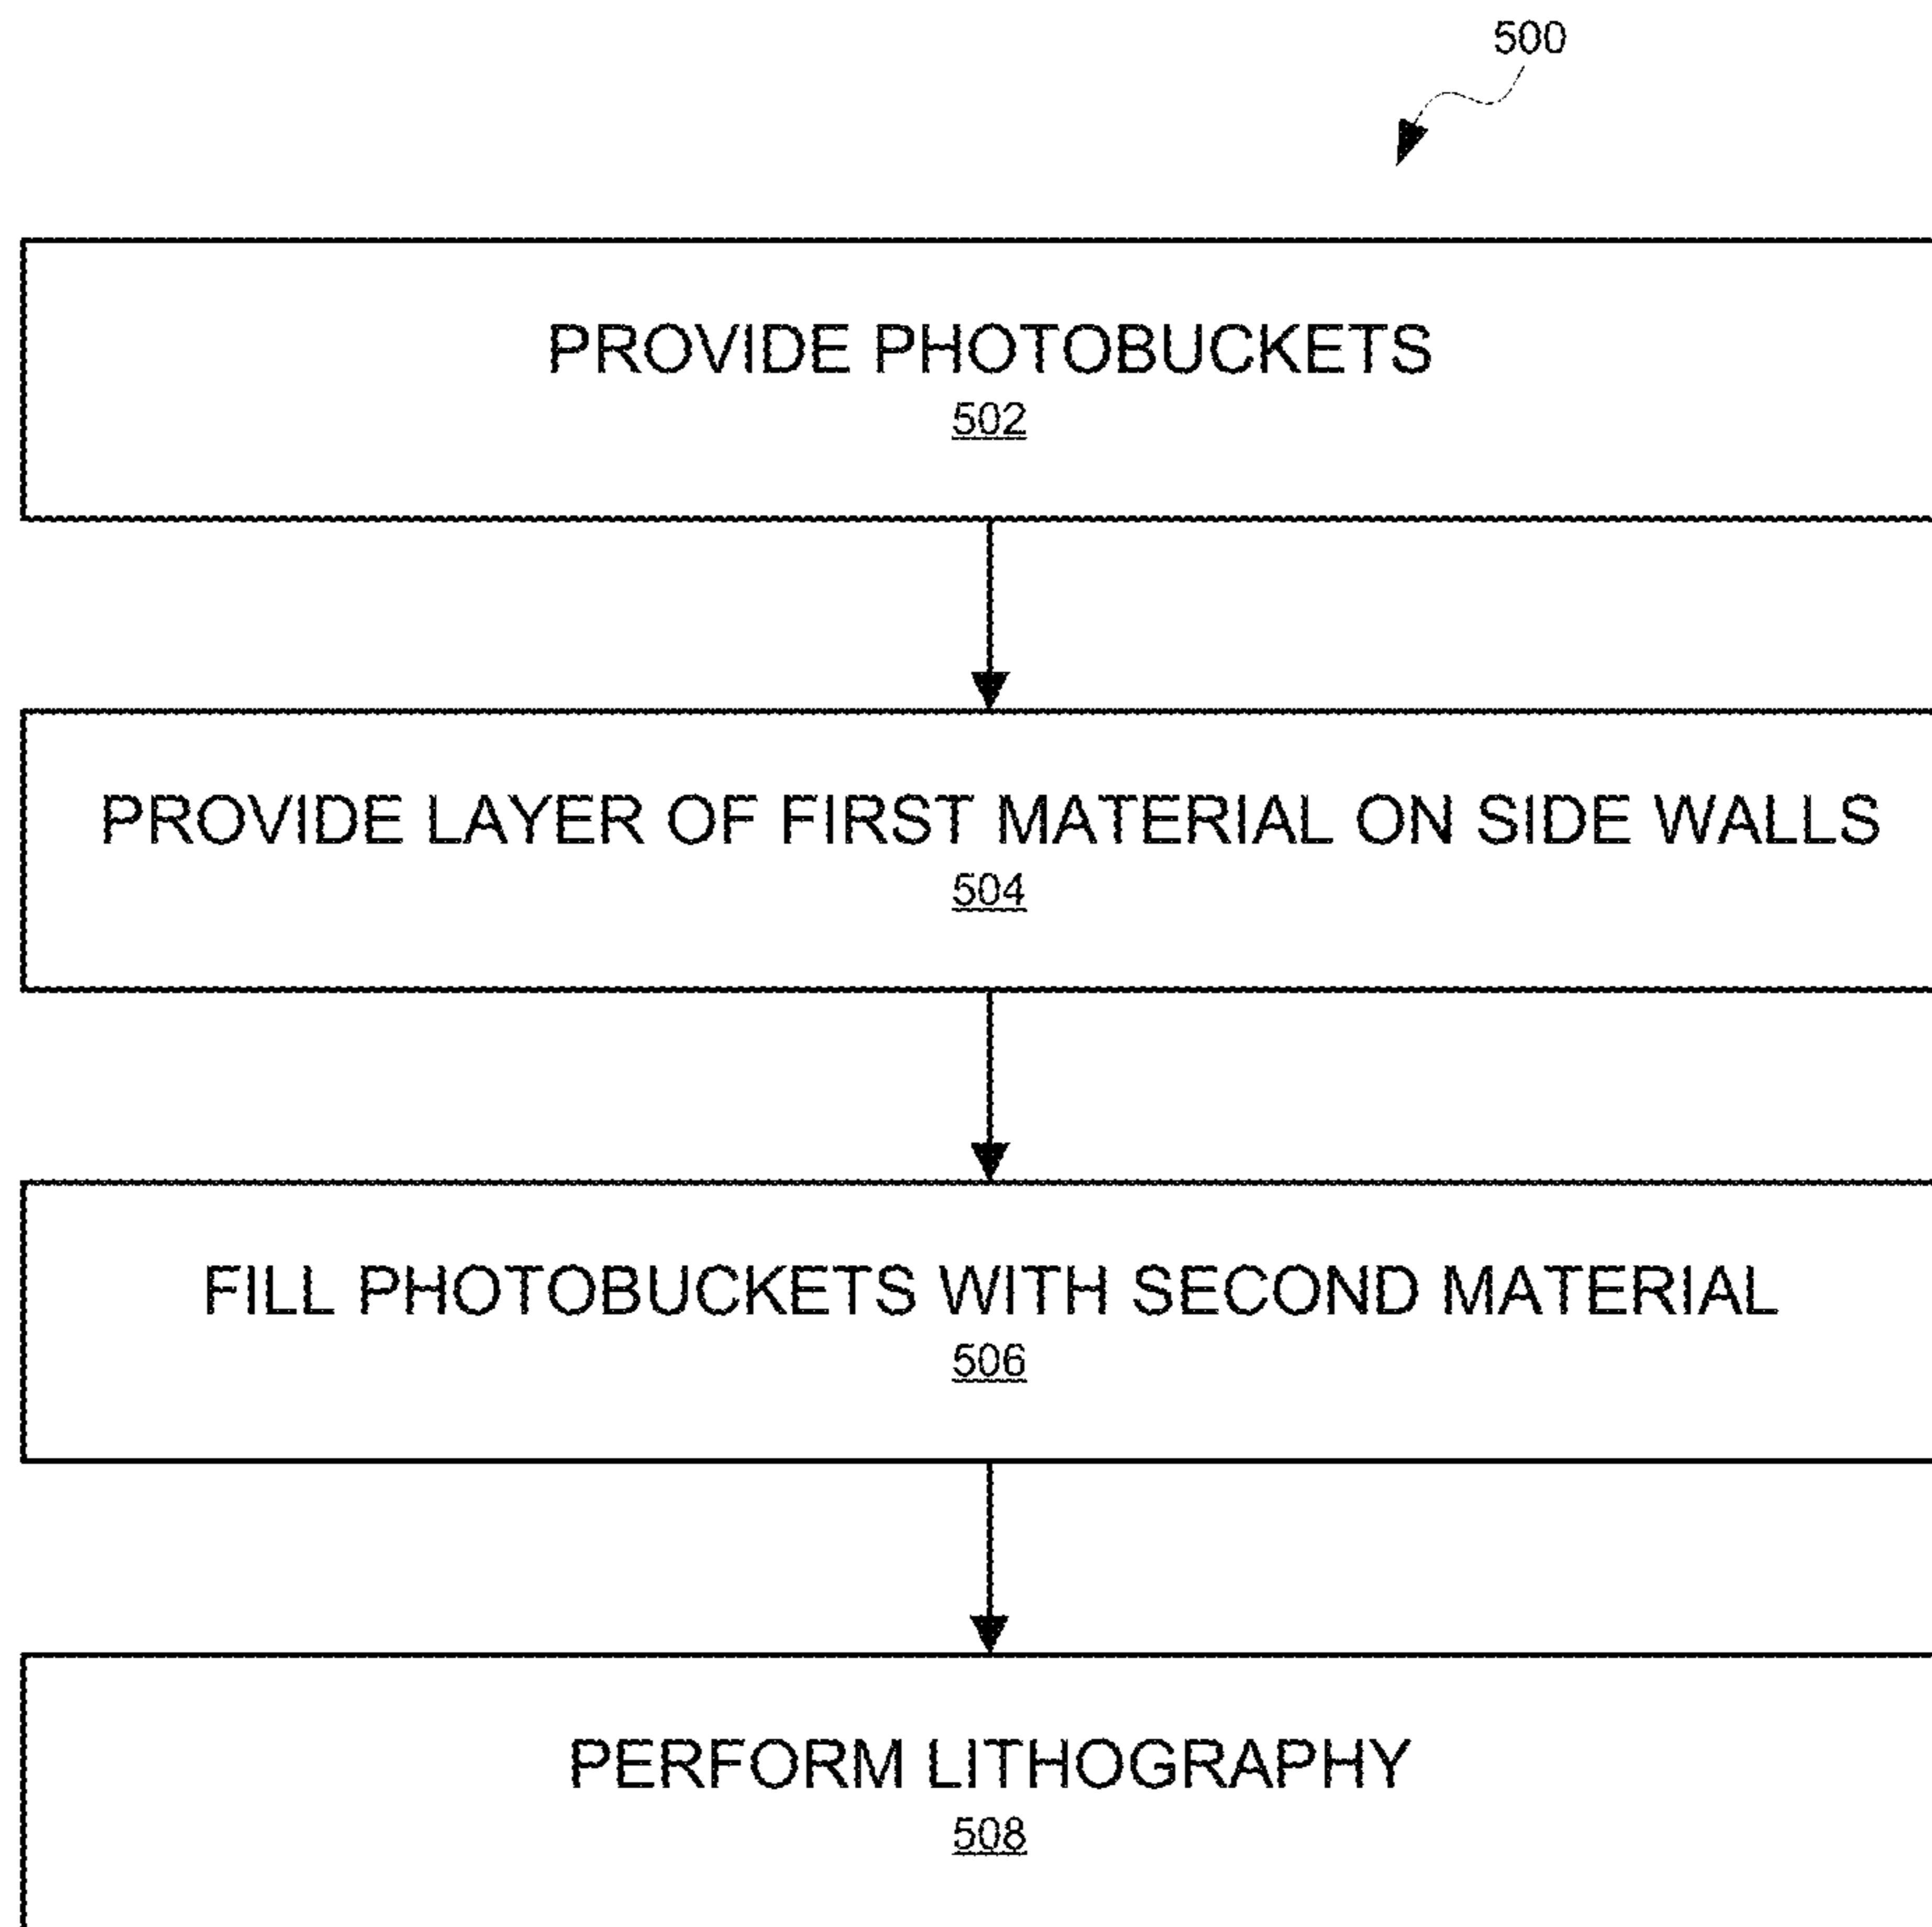 500
PROVIDE PHOTOBUCKETS
502
PROVIDE LAYER OF FIRST MATERIAL ON SIDE WALLS
504
FILL PHOTOBUCKETS WITH SECOND MATERIAL
506
PERFORM LITHOGRAPHY
508